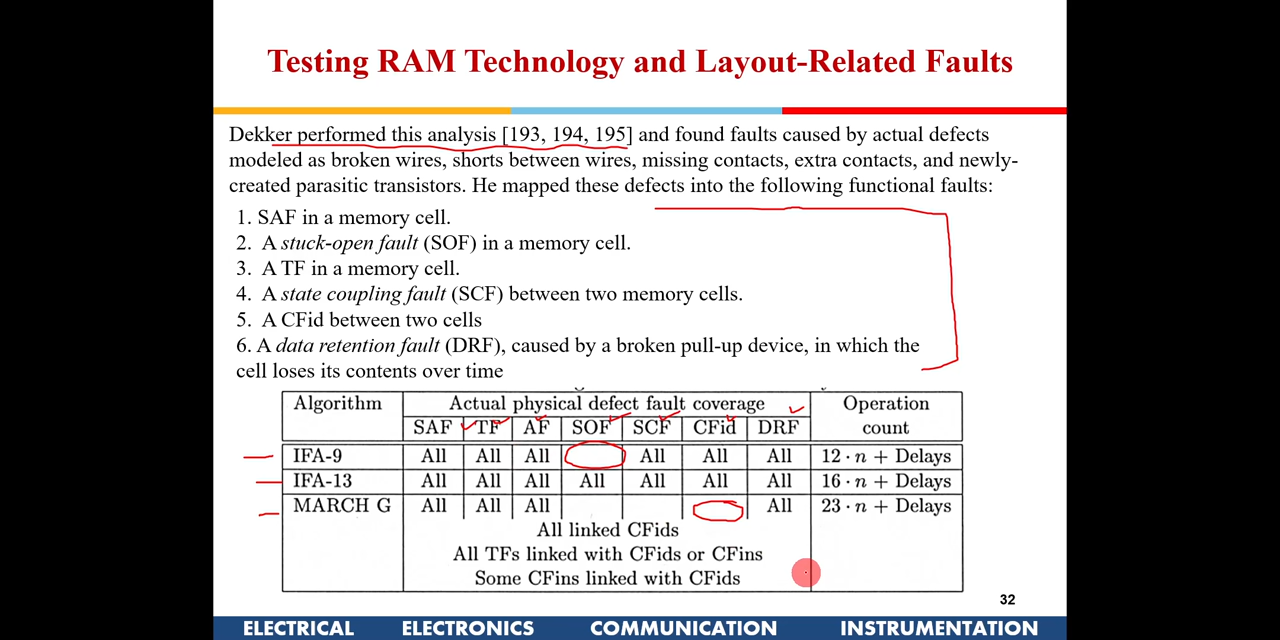 Testing RAM Technology and Layout-Related Faults
Dekker performed this analysis [193, 194, 195] and found faults caused by actual defects
modeled as broken wires, shorts between wires, missing contacts, extra contacts, and newly-
created parasitic transistors. He mapped these defects into the following functional faults:
1. SAF in a memory cell.
2. A stuck-open fault (SOF) in a memory cell.
3. A TF in a memory cell.
4. A state coupling fault (SCF) between two memory cells.
5. A CFid between two cells
6. A data retention fault (DRF), caused by a broken pull-up device, in which the
cell loses its contents over time
Algorithm Actual physical defect fault coverage Operation
SAF TF AF SOF SCF CFid DRF count
IFA-9 All All All All All All 12 · n + Delays
IFA-13 All All All All All All All 16 · n + Delays
MARCH G All All All All 23 · n + Delays
All linked CFids
All TFs linked with CFids or CFins
Some CFins linked with CFids
32
ELECTRICAL ELECTRONICS COMMUNICATION INSTRUMENTATION